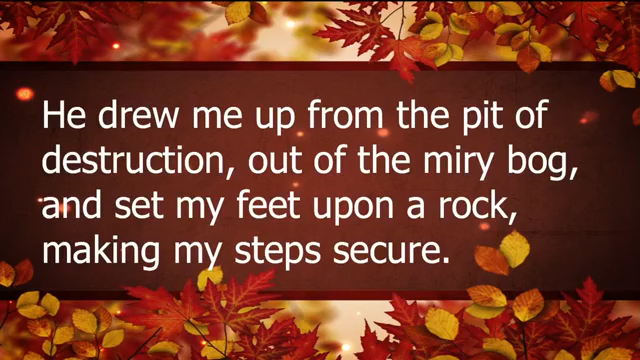 He drew me up from the pit of
destruction, out of the miry bog,
and set my feet upon a rock,
making my steps secure.